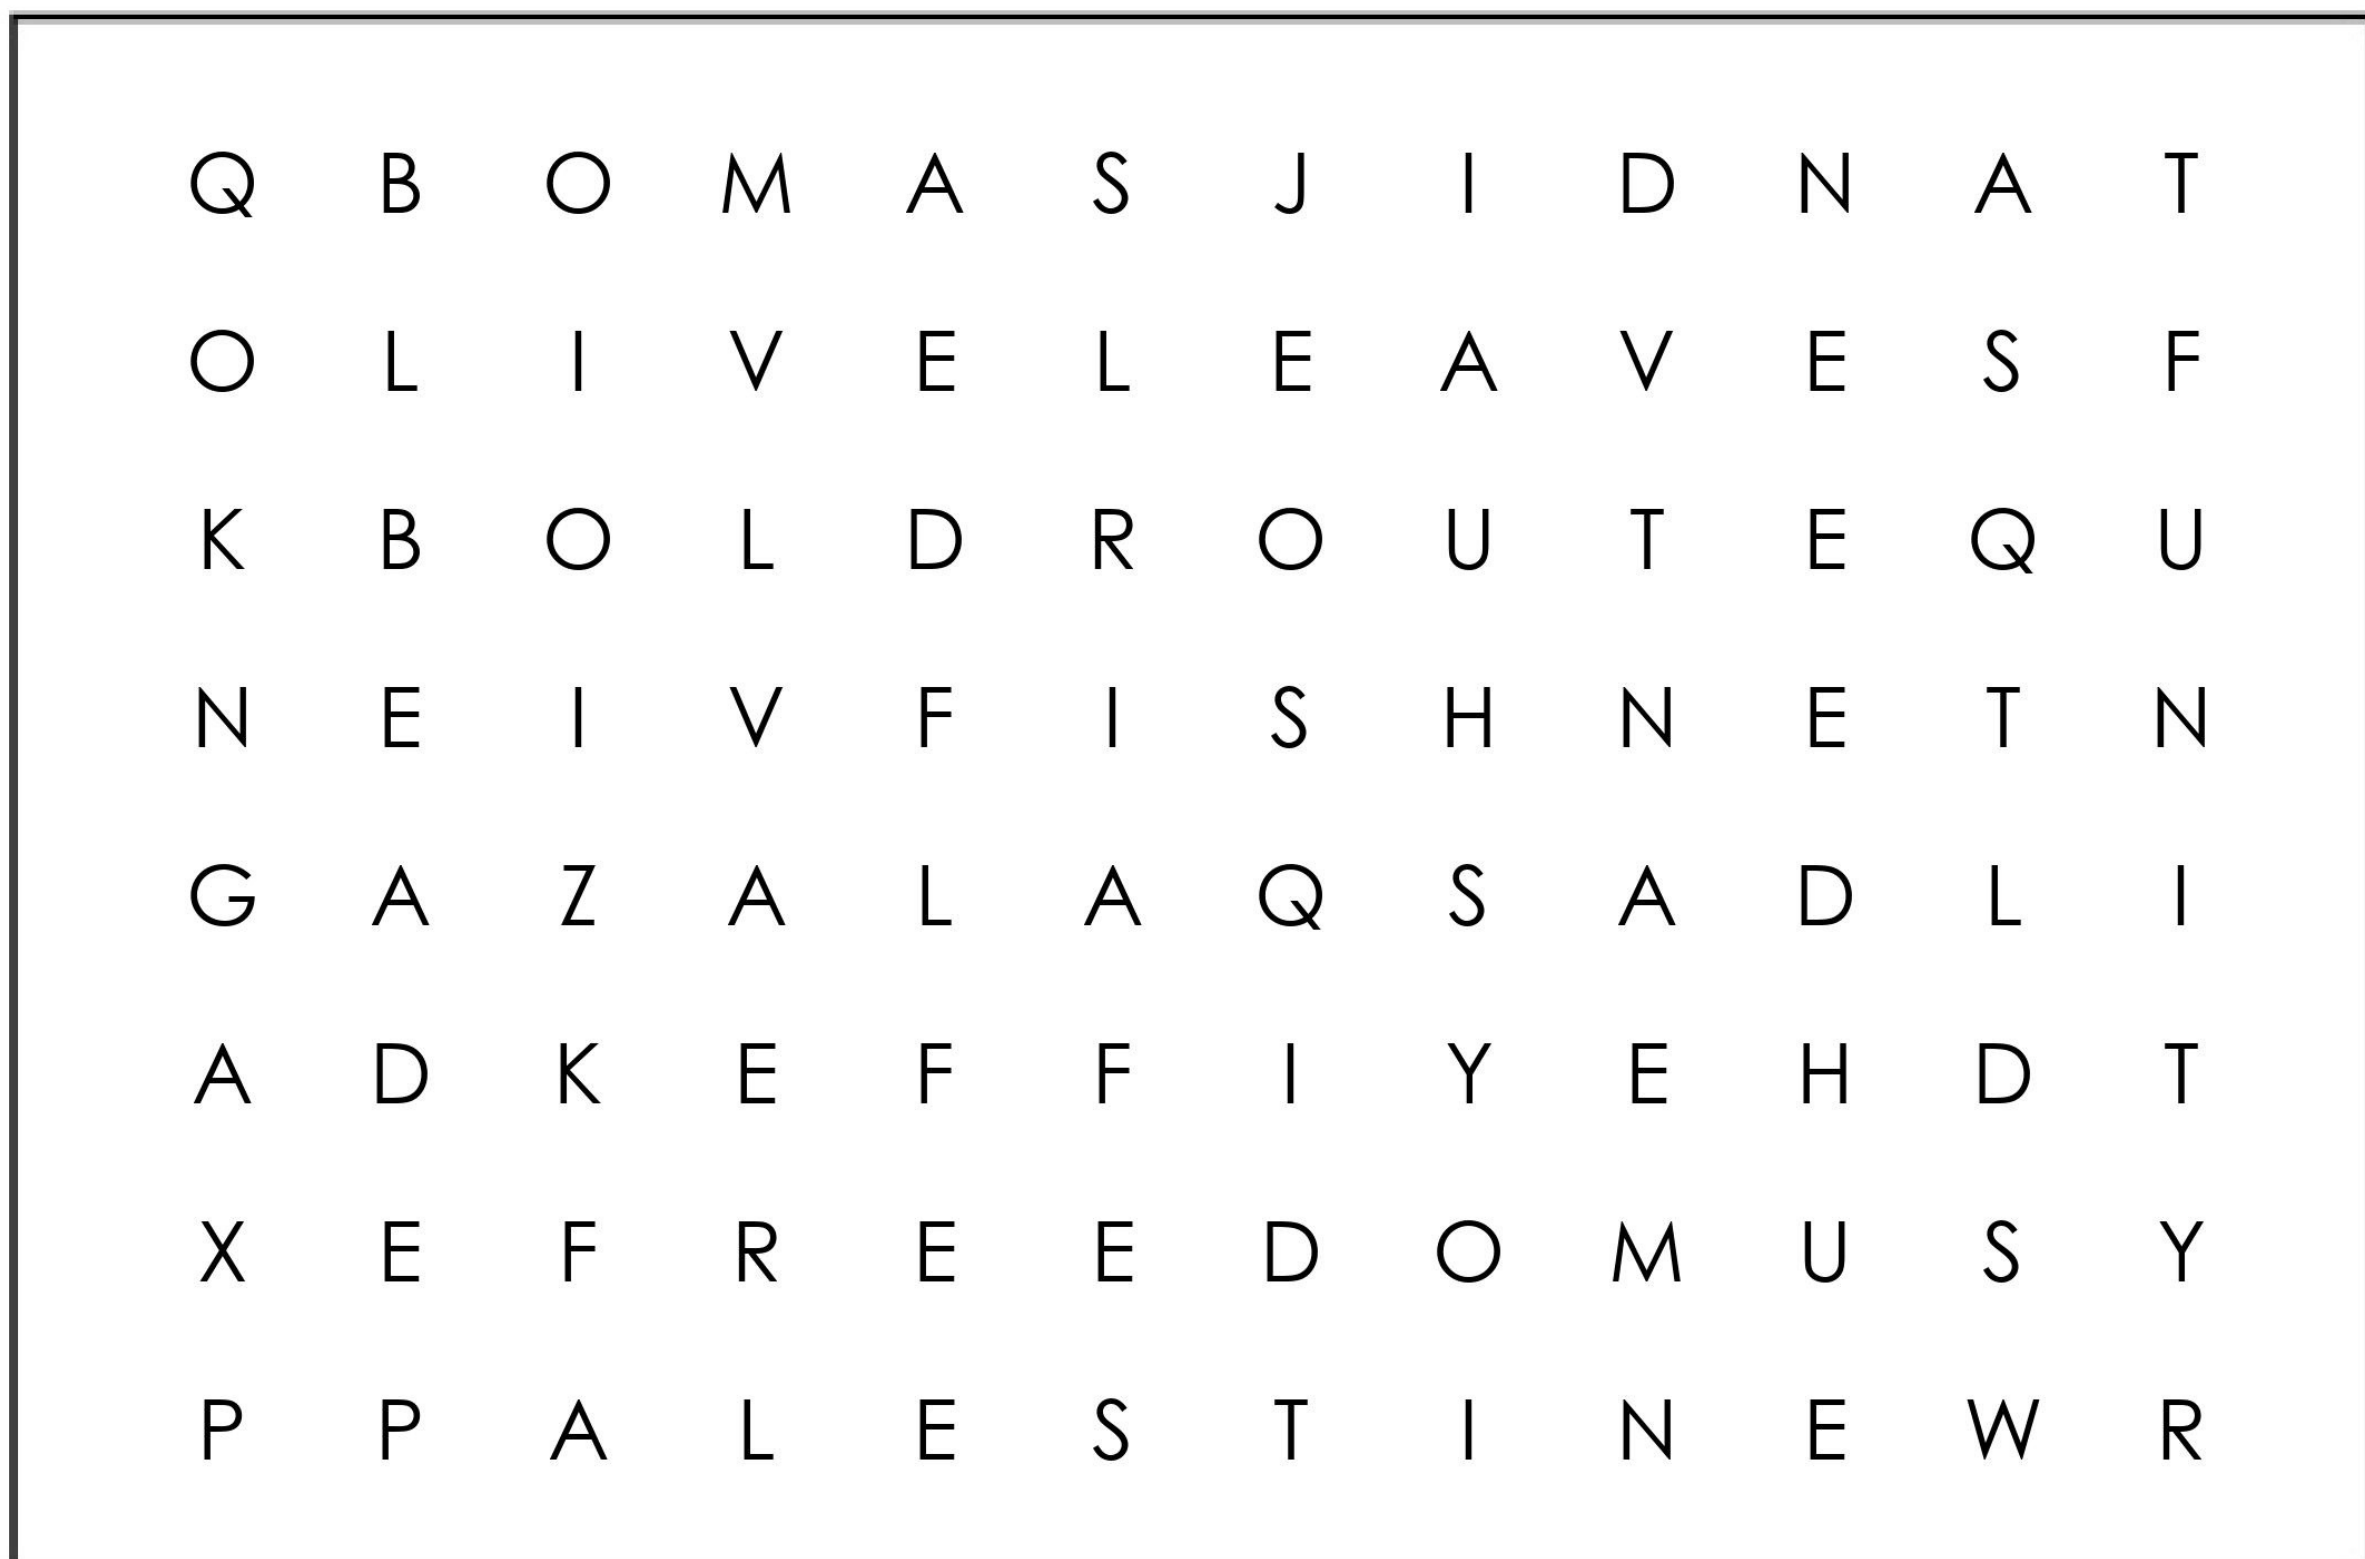 Q B O M A S J I D N A T
O L I V E L E A V E S F
K B O L D R O U T E Q U
N E I V F I S H N E T N
G A Z A L A Q S A D L I
A D K E F F I Y E H D T
X E F R E E D O M U S Y
P P A L E S T I N E W R